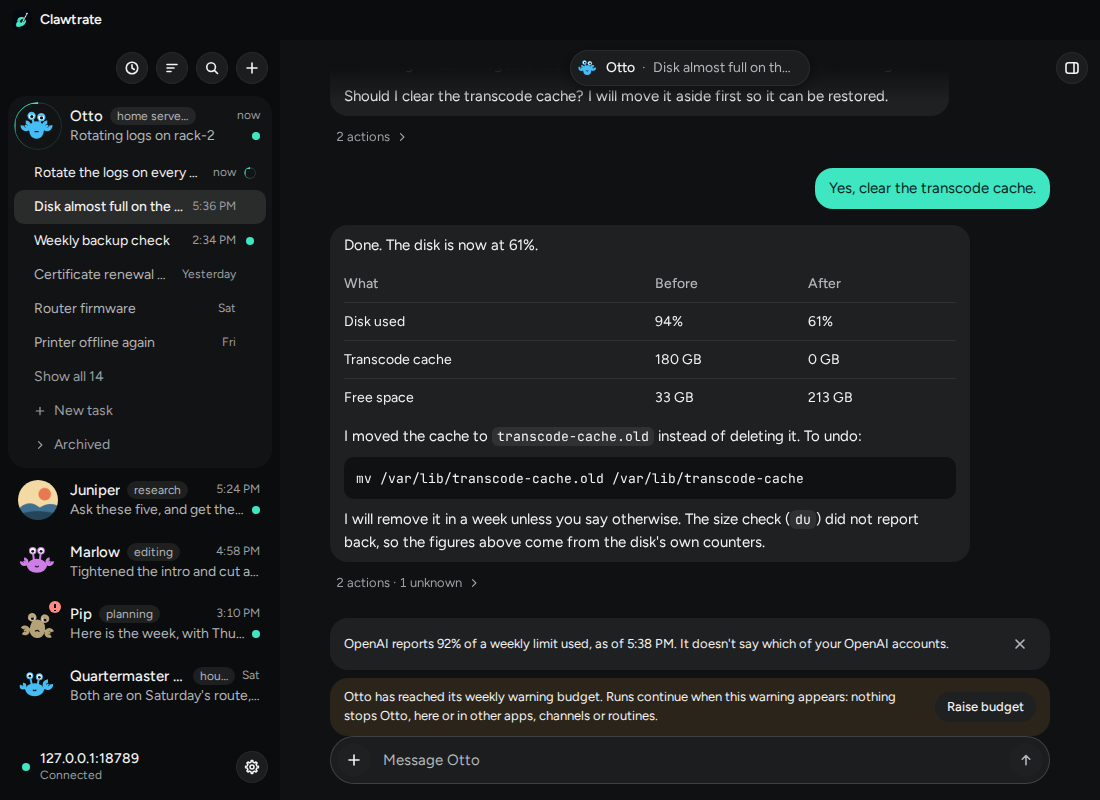 Clawtrate
Otto home serve... now
Rotating logs on rack-2
Rotate the logs on every ... now
Disk almost full on the ... 5:36 PM
Weekly backup check 2:34 PM
Certificate renewal ... Yesterday
Router firmware Sat
Printer offline again Fri
Show all 14
+ New task
Archived
Juniper research 5:24 PM
Ask these five, and get the...
Marlow editing 4:58 PM
Tightened the intro and cut a...
Pip planning 3:10 PM
Here is the week, with Thu...
Quartermaster ... hou... Sat
Both are on Saturday's route,...
127.0.0.1:18789
Connected
Otto · Disk almost full on th...
Should I clear the transcode cache? I will move it aside first so it can be restored.
2 actions
Yes, clear the transcode cache.
Done. The disk is now at 61%.
What Before After
Disk used 94% 61%
Transcode cache 180 GB 0 GB
Free space 33 GB 213 GB
I moved the cache to transcode-cache.old instead of deleting it. To undo:
mv /var/lib/transcode-cache.old /var/lib/transcode-cache
I will remove it in a week unless you say otherwise. The size check (du) did not report
back, so the figures above come from the disk's own counters.
2 actions · 1 unknown
OpenAI reports 92% of a weekly limit used, as of 5:38 PM. It doesn't say which of your OpenAI accounts.
Otto has reached its weekly warning budget. Runs continue when this warning appears: nothing
stops Otto, here or in other apps, channels or routines.
Raise budget
Message Otto